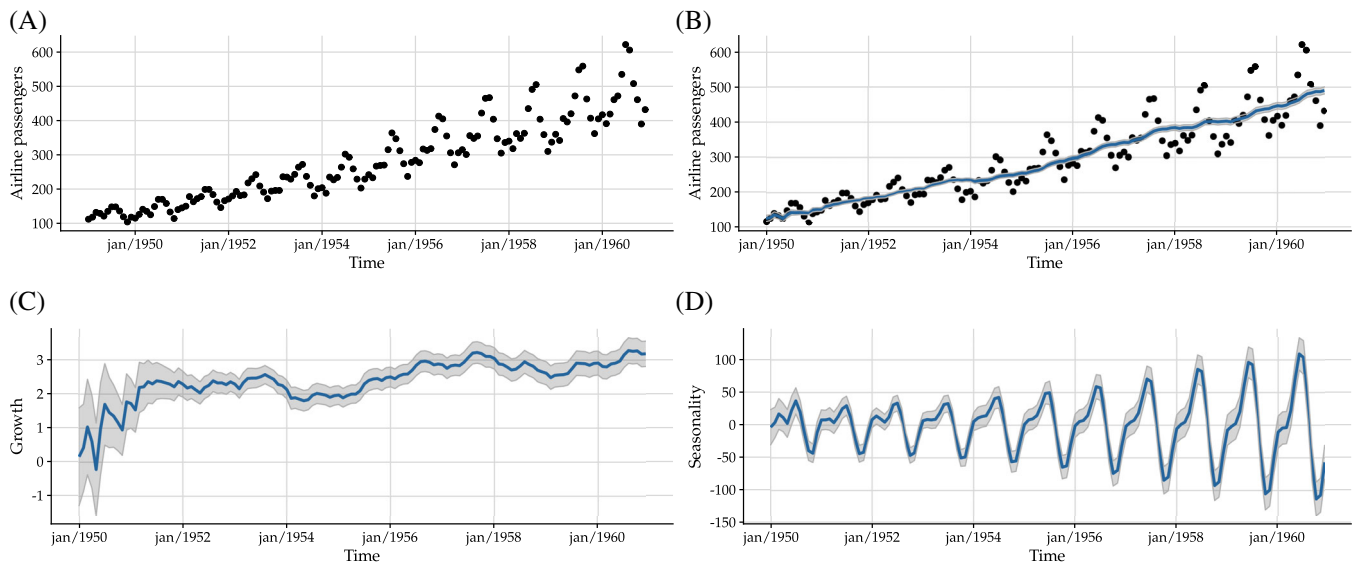 (A)
Airline passengers
600
500
400
300
200
100
jan/1950 jan/1952 jan/1954 jan/1956 jan/1958 jan/1960
Time
(B)
Airline passengers
600
500
400
300
200
100
jan/1950 jan/1952 jan/1954 jan/1956 jan/1958 jan/1960
Time
(C)
Growth
3
2
1
0
-1
jan/1950 jan/1952 jan/1954 jan/1956 jan/1958 jan/1960
Time
(D)
Seasonality
100
50
0
-50
-100
-150
jan/1950 jan/1952 jan/1954 jan/1956 jan/1958 jan/1960
Time